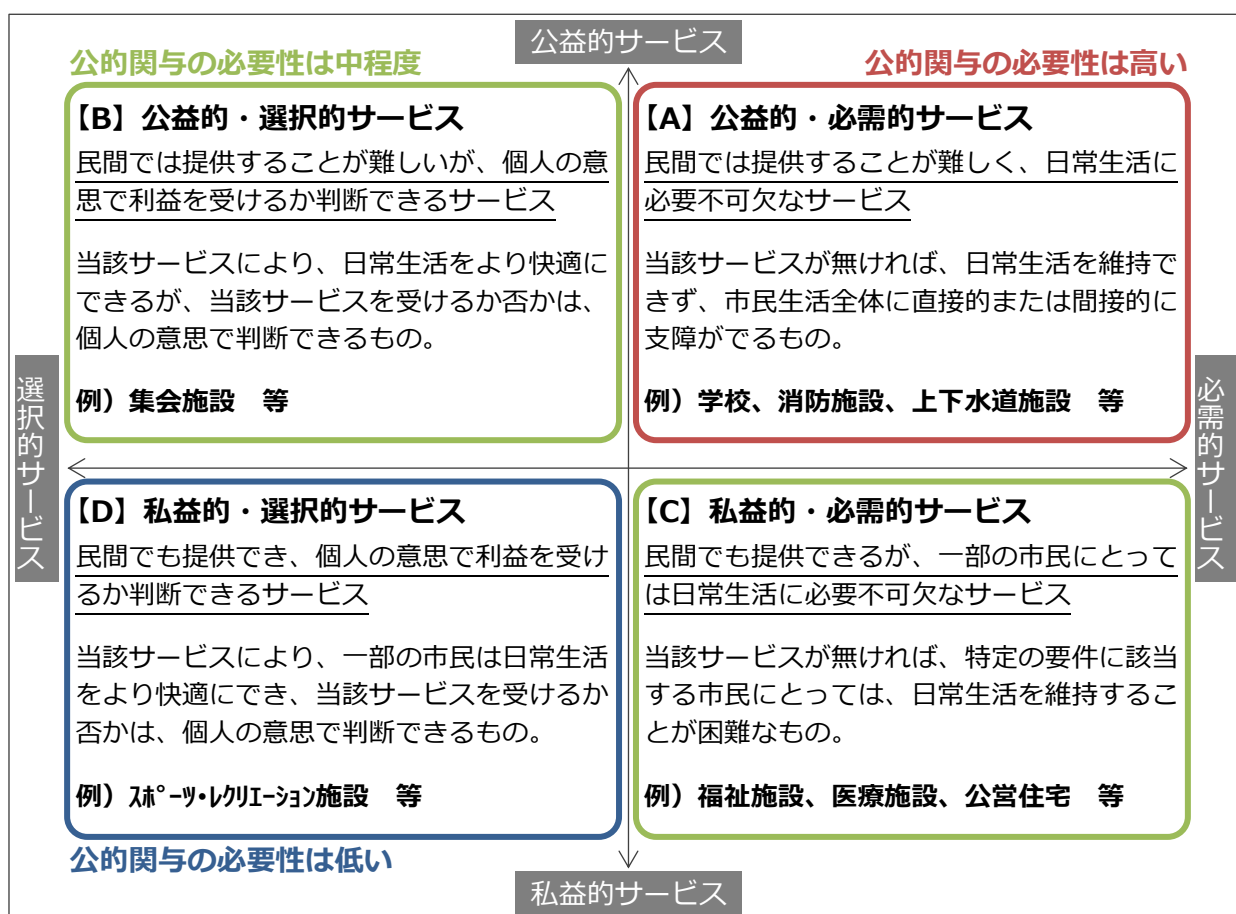 公益的サービス
公的関与の必要性は中程度
公的関与の必要性は高い
【B】公益的・選択的サービス
民間では提供することが難しいが、個人の意
思で利益を受けるか判断できるサービス
当該サービスにより、日常生活をより快適に
できるが、当該サービスを受けるか否かは、
個人の意思で判断できるもの。
例）集会施設　等
【A】公益的・必需的サービス
民間では提供することが難しく、日常生活に
必要不可欠なサービス
当該サービスが無ければ、日常生活を維持で
きず、市民生活全体に直接的または間接的に
支障がでるもの。
例）学校、消防施設、上下水道施設　等
選択的サービス
必需的サービス
【D】私益的・選択的サービス
民間でも提供でき、個人の意思で利益を受け
るか判断できるサービス
当該サービスにより、一部の市民は日常生活
をより快適にでき、当該サービスを受けるか
否かは、個人の意思で判断できるもの。
例）ｽﾎﾟｰﾂ・ﾚｸﾘｴｰｼｮﾝ施設　等
【C】私益的・必需的サービス
民間でも提供できるが、一部の市民にとって
は日常生活に必要不可欠なサービス
当該サービスが無ければ、特定の要件に該当
する市民にとっては、日常生活を維持するこ
とが困難なもの。
例）福祉施設、医療施設、公営住宅　等
公的関与の必要性は低い
私益的サービス